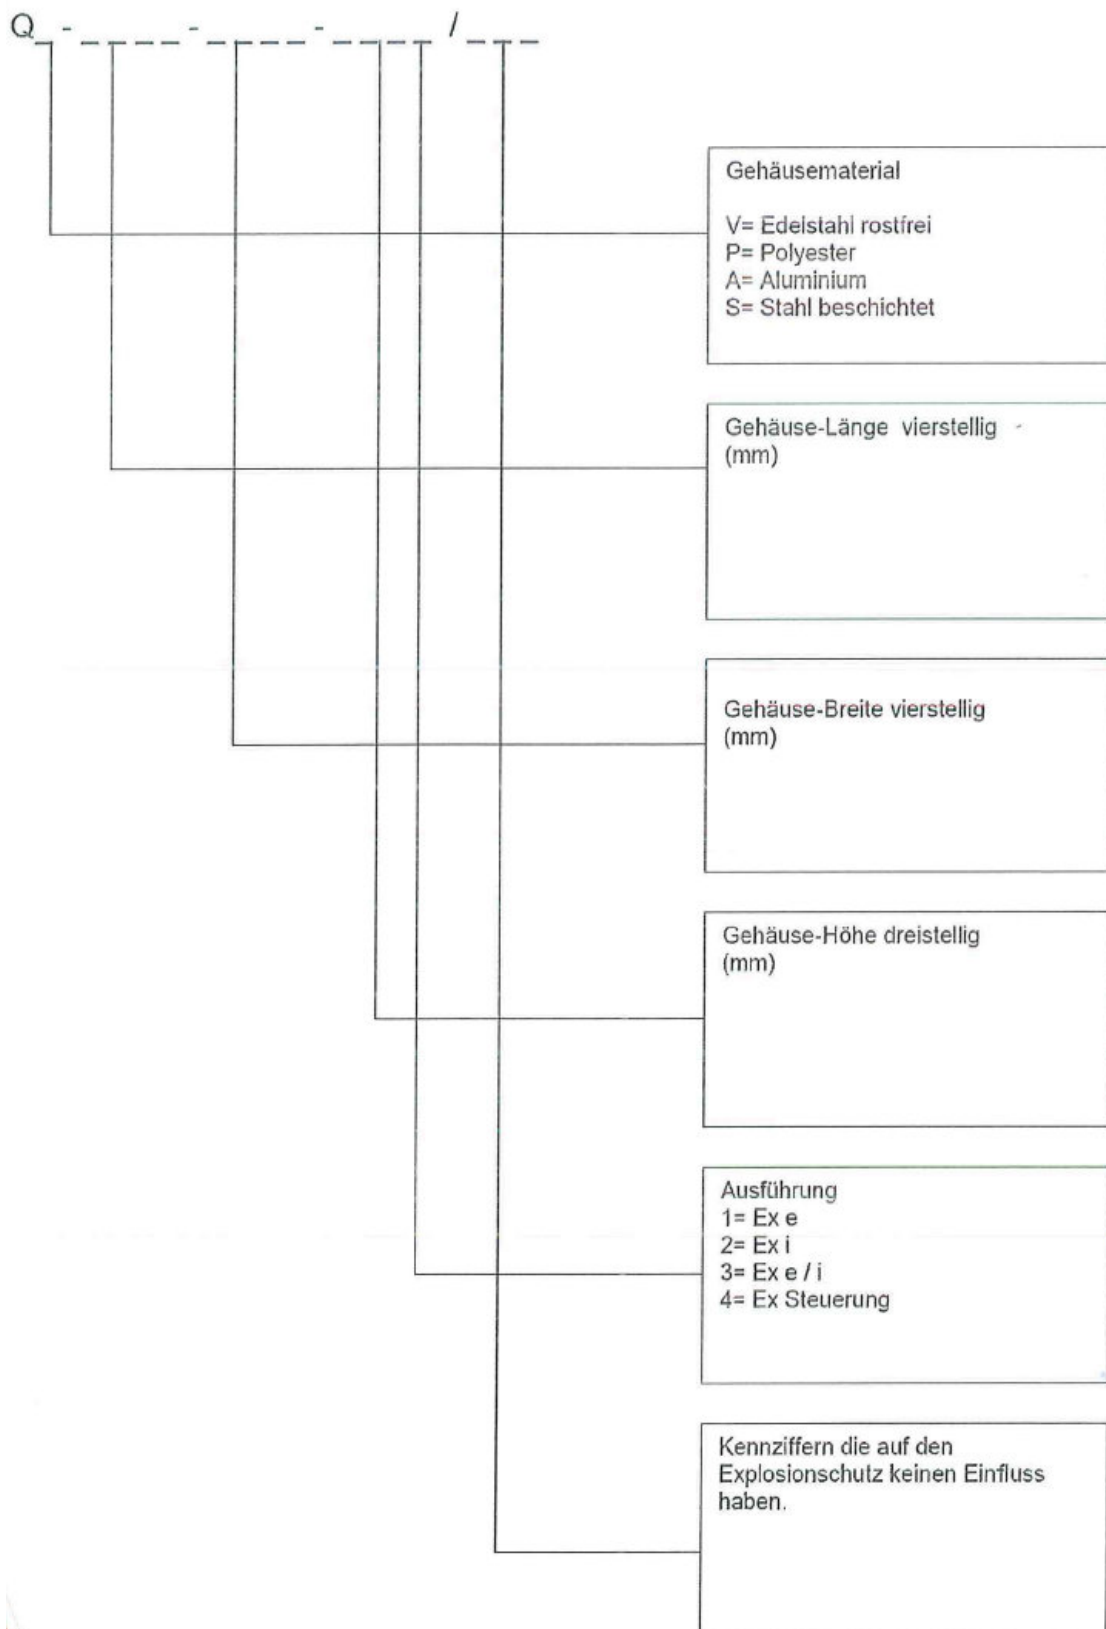 Q_-____-____-____/___
Gehäusematerial
V= Edelstahl rostfrei
P= Polyester
A= Aluminium
S= Stahl beschichtet
Gehäuse-Länge vierstellig
(mm)
Gehäuse-Breite vierstellig
(mm)
Gehäuse-Höhe dreistellig
(mm)
Ausführung
1= Ex e
2= Ex i
3= Ex e / i
4= Ex Steuerung
Kennziffern die auf den
Explosionschutz keinen Einfluss
haben.